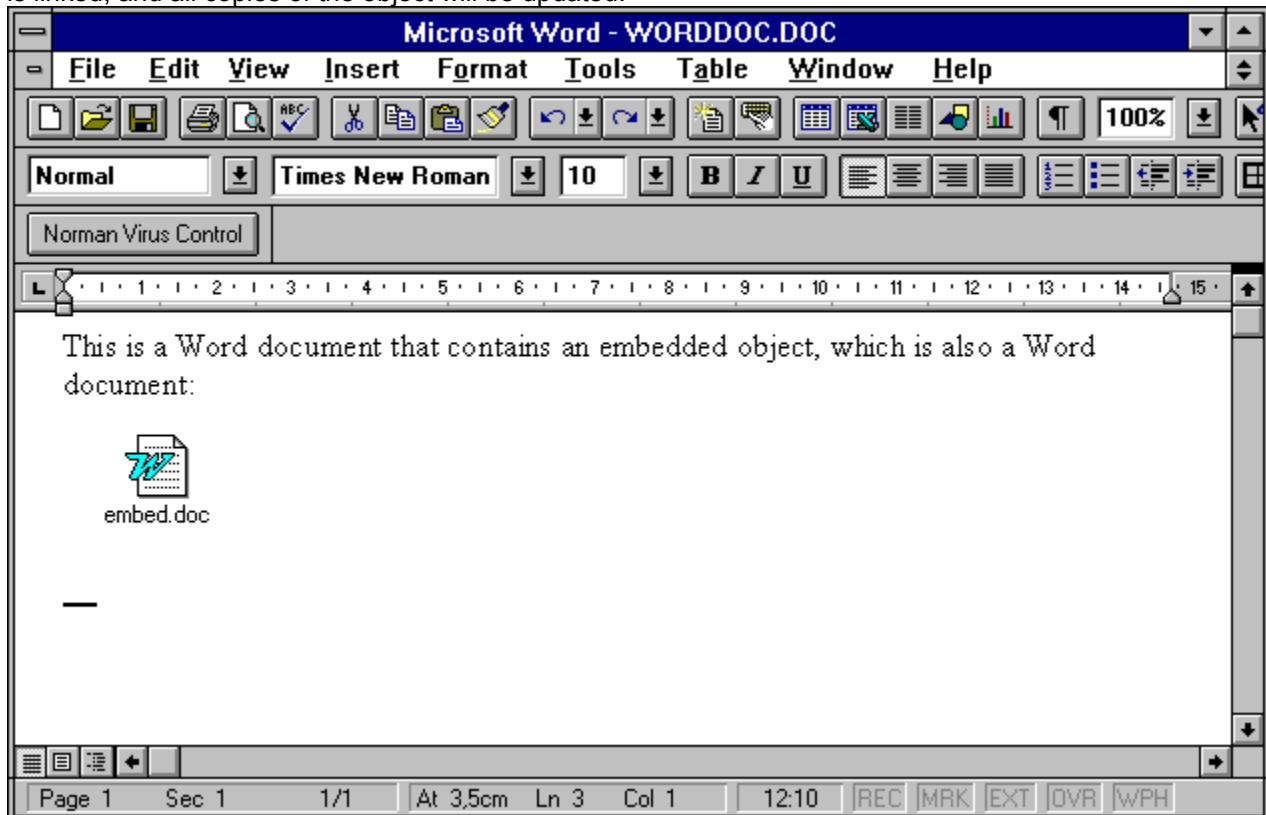 is linked, and all copies of the object will be updated.
Microsoft Word - WORDDOC.DOC
File Edit View Insert Format Tools Table Window Help
ABC 100%
Normal Times New Roman 10 B I U
Norman Virus Control
L 1 2 3 4 5 6 7 8 9 10 11 12 13 14 15
This is a Word document that contains an embedded object, which is also a Word
document:
embed.doc
Page 1 Sec 1 1/1 At 3,5cm Ln 3 Col 1 12:10 REC MRK EXT OVR WPH